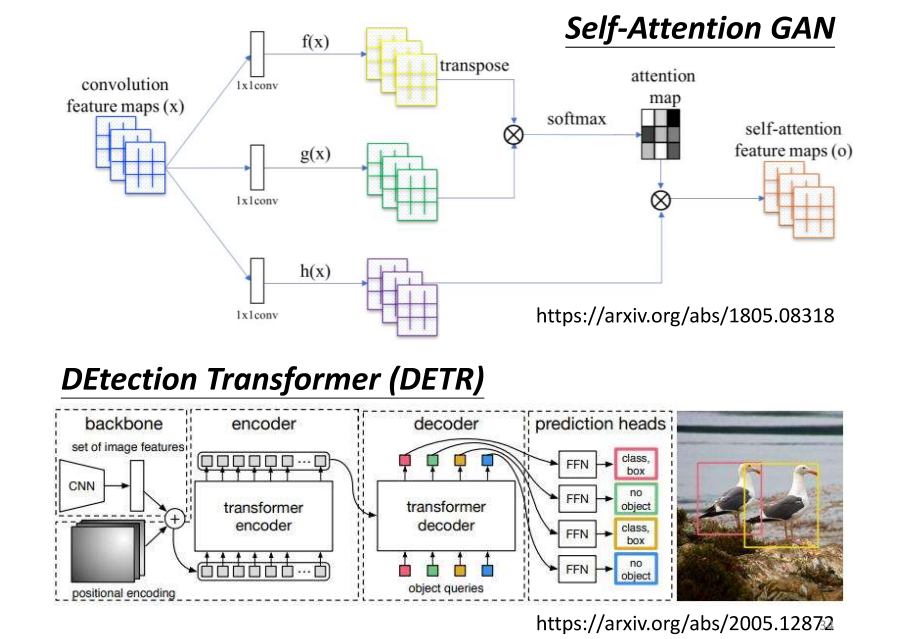 Self-Attention GAN
convolution
feature maps (x)
f(x)
1x1conv
transpose
g(x)
1x1conv
h(x)
1x1conv
softmax
attention
map
self-attention
feature maps (o)
https://arxiv.org/abs/1805.08318
DEtection Transformer (DETR)
backbone
set of image features
CNN
+
positional encoding
encoder
...
transformer
encoder
...
decoder
transformer
decoder
object queries
prediction heads
FFN
class,
box
FFN
no
object
FFN
class,
box
FFN
no
object
https://arxiv.org/abs/2005.12872